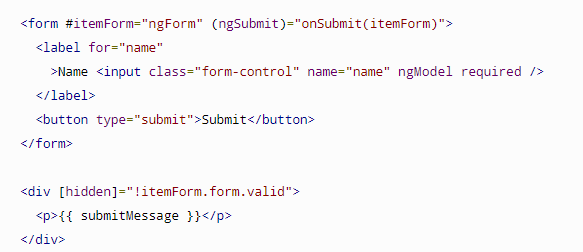 <form #itemForm="ngForm" (ngSubmit)="onSubmit(itemForm)">
  <label for="name"
    >Name <input class="form-control" name="name" ngModel required />
  </label>
  <button type="submit">Submit</button>
</form>

<div [hidden]="!itemForm.form.valid">
  <p>{{ submitMessage }}</p>
</div>